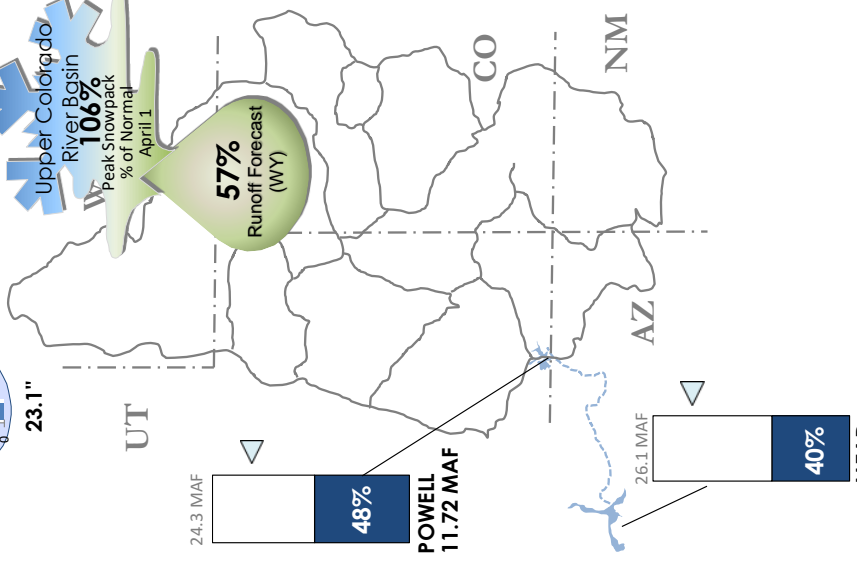 Upper Colorado
River Basin
106%
Peak Snowpack
% of Normal
April 1
57%
Runoff Forecast
(WY)
23.1"
UT
CO
NM
AZ
24.3 MAF
48%
POWELL
11.72 MAF
26.1 MAF
40%